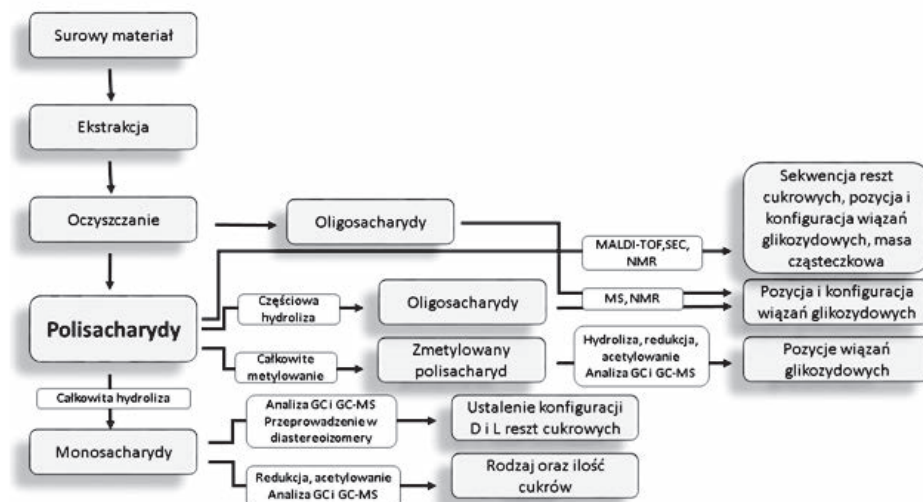 Surowy materiał
Ekstrakcja
Oczyszczanie
Oligosacharydy
MALDI-TOF,SEC,
NMR
Sekwencja reszt
cukrowych, pozycja i
konfiguracja wiązań
glikozydowych, masa
cząsteczkowa
Polisacharydy
Częściowa
hydroliza
Oligosacharydy
MS, NMR
Pozycja i konfiguracja
wiązań glikozydowych
Całkowite
metylowanie
Zmetylowany
polisacharyd
Hydroliza, redukcja,
acetylowanie
Analiza GC i GC-MS
Pozycje wiązań
glikozydowych
Całkowita hydroliza
Monosacharydy
Analiza GC i GC-MS
Przeprowadzenie w
diastereoizomery
Ustalenie konfiguracji
D i L reszt cukrowych
Redukcja, acetylowanie
Analiza GC i GC-MS
Rodzaj oraz ilość
cukrów